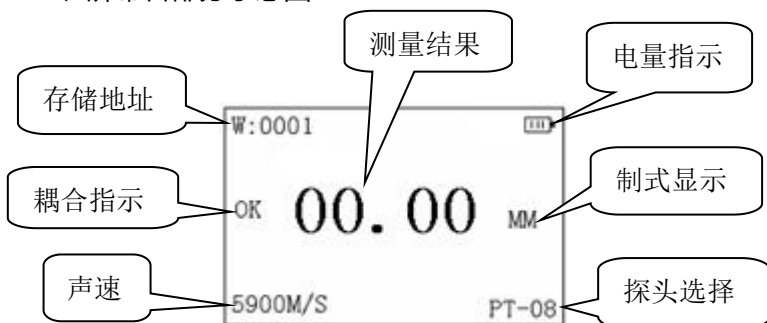 测量结果
电量指示
存储地址
W:0001
耦合指示
OK
00.00
MM
制式显示
声速
5900M/S
PT-08
探头选择